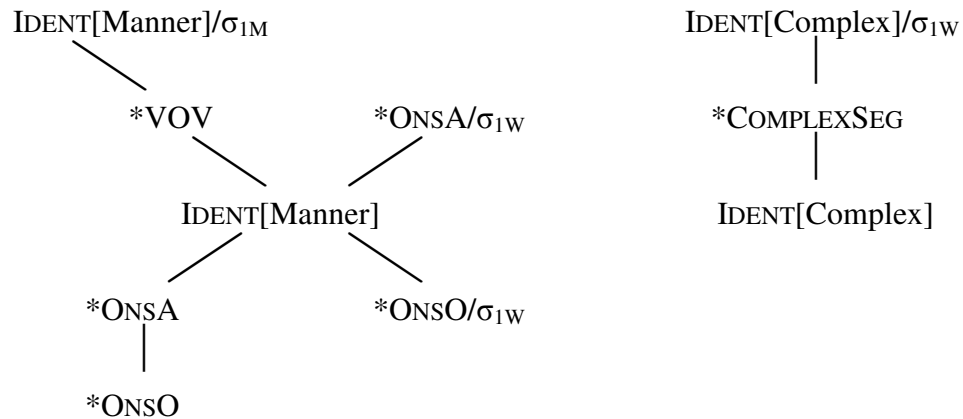 IDENT[Manner]/σ1M IDENT[Complex]/σ1W
*VOV *ONSA/σ1W *COMPLEXSEG
IDENT[Manner] IDENT[Complex]
*ONSA *ONSO/σ1W
*ONSO